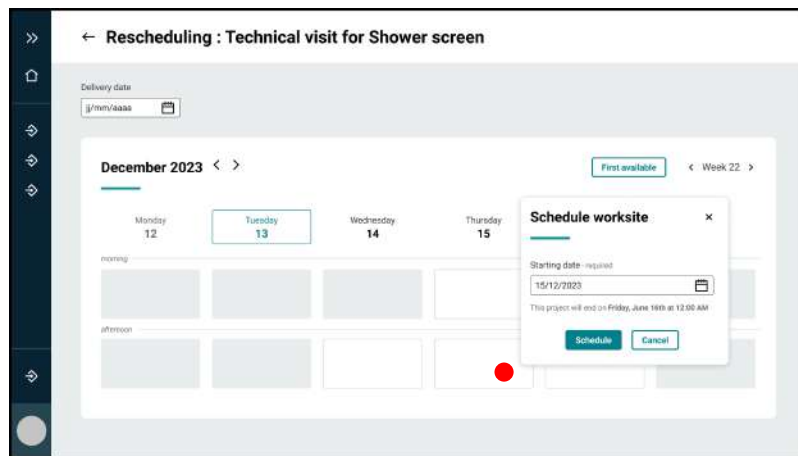 ← Rescheduling : Technical visit for Shower screen
Delivery date
jj/mm/aaaa
December 2023 < >
First available
< Week 22 >
Monday
12
Tuesday
13
Wednesday
14
Thursday
15
morning
afternoon
Schedule worksite
×
Starting date - required
15/12/2023
This project will end on Friday, June 16th at 12:00 AM
Schedule
Cancel